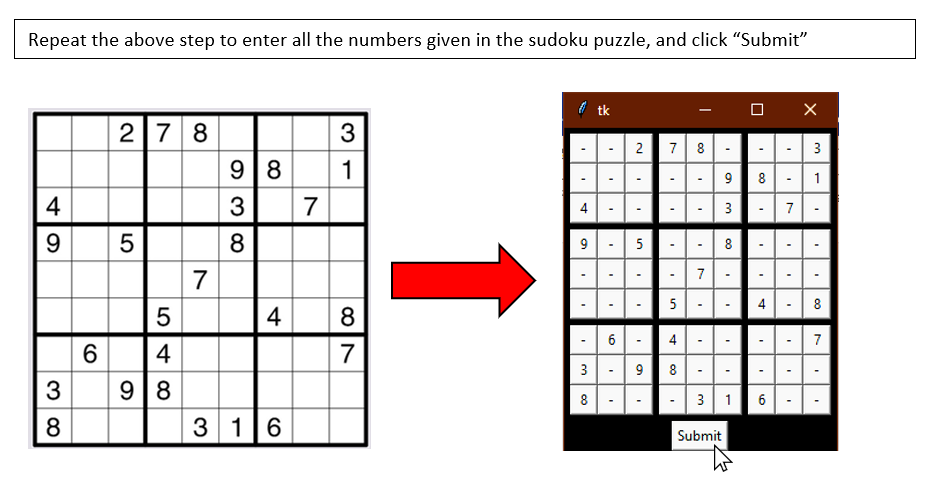 Repeat the above step to enter all the numbers given in the sudoku puzzle, and click “Submit”
2 7 8 3
9 8 1
4 3 7
9 5 8
7
5 4 8
6 4 7
3 9 8
8 3 1 6
tk
- - 2 7 8 - - - 3
- - - - - 9 8 - 1
4 - - - - 3 - 7 -
9 - 5 - - 8 - - -
- - - - 7 - - - -
- - - 5 - - 4 - 8
- 6 - 4 - - - - 7
3 - 9 8 - - - - -
8 - - - 3 1 6 - -
Submit